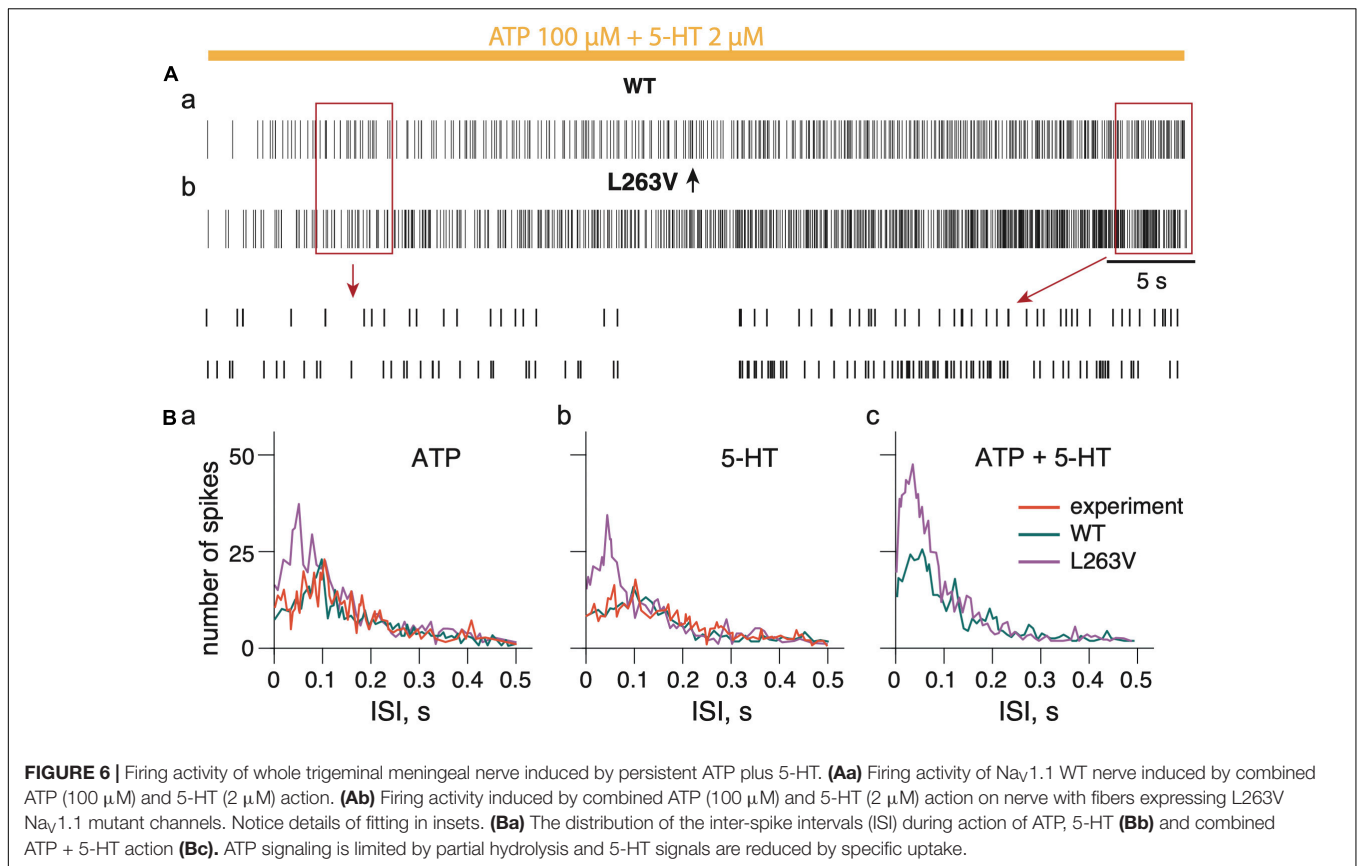 ATP 100 µM + 5-HT 2 µM
A
WT
a
b
L263V
5 s
B a
b
c
ATP
5-HT
ATP + 5-HT
number of spikes
50
25
0
experiment
WT
L263V
0 0.1 0.2 0.3 0.4 0.5
0 0.1 0.2 0.3 0.4 0.5
0 0.1 0.2 0.3 0.4 0.5
ISI, s
ISI, s
ISI, s
FIGURE 6 | Firing activity of whole trigeminal meningeal nerve induced by persistent ATP plus 5-HT. (Aa) Firing activity of NaV1.1 WT nerve induced by combined
ATP (100 µM) and 5-HT (2 µM) action. (Ab) Firing activity induced by combined ATP (100 µM) and 5-HT (2 µM) action on nerve with fibers expressing L263V
NaV1.1 mutant channels. Notice details of fitting in insets. (Ba) The distribution of the inter-spike intervals (ISI) during action of ATP, 5-HT (Bb) and combined
ATP + 5-HT action (Bc). ATP signaling is limited by partial hydrolysis and 5-HT signals are reduced by specific uptake.